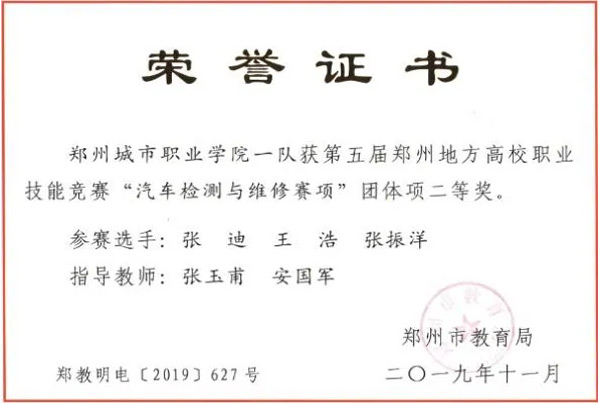 荣誉证书
郑州城市职业学院一队获第五届郑州地方高校职业
技能竞赛“汽车检测与维修赛项”团体项二等奖。
参赛选手：张　迪　王　浩　张振洋
指导教师：张玉甫　安国军
郑州市教育局
郑教明电〔2019〕627号
二〇一九年十一月